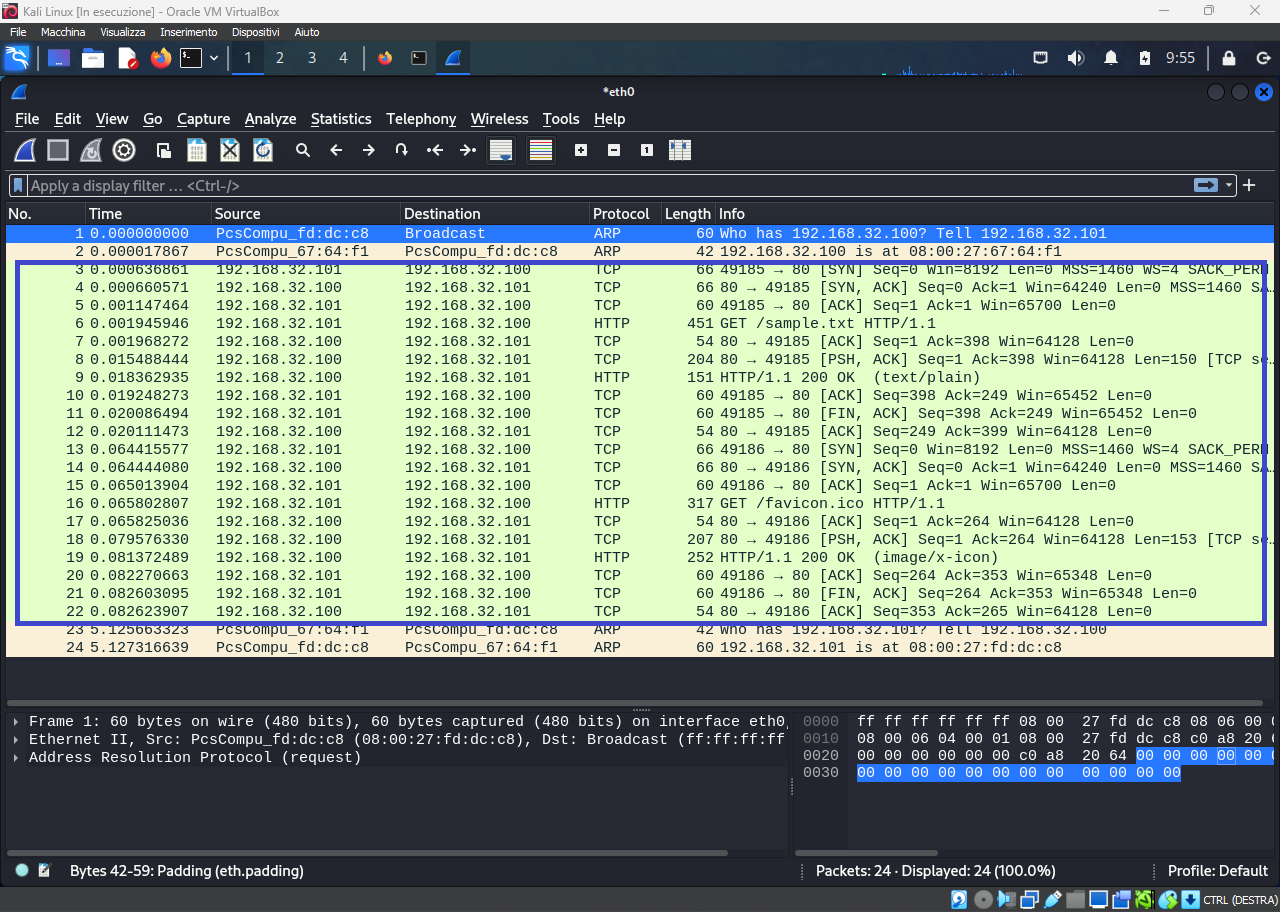 Kali Linux [In esecuzione] - Oracle VM VirtualBox
File Macchina Visualizza Inserimento Dispositivi Aiuto
1 2 3 4 9:55
*eth0
File Edit View Go Capture Analyze Statistics Telephony Wireless Tools Help
Apply a display filter … <Ctrl-/>
No. Time Source Destination Protocol Length Info
1 0.000000000 PcsCompu_fd:dc:c8 Broadcast ARP 60 Who has 192.168.32.100? Tell 192.168.32.101
2 0.000017867 PcsCompu_67:64:f1 PcsCompu_fd:dc:c8 ARP 42 192.168.32.100 is at 08:00:27:67:64:f1
3 0.000636861 192.168.32.101 192.168.32.100 TCP 66 49185 → 80 [SYN] Seq=0 Win=8192 Len=0 MSS=1460 WS=4 SACK_PERM
4 0.000660571 192.168.32.100 192.168.32.101 TCP 66 80 → 49185 [SYN, ACK] Seq=0 Ack=1 Win=64240 Len=0 MSS=1460 SA…
5 0.001147464 192.168.32.101 192.168.32.100 TCP 60 49185 → 80 [ACK] Seq=1 Ack=1 Win=65700 Len=0
6 0.001945946 192.168.32.101 192.168.32.100 HTTP 451 GET /sample.txt HTTP/1.1
7 0.001968272 192.168.32.100 192.168.32.101 TCP 54 80 → 49185 [ACK] Seq=1 Ack=398 Win=64128 Len=0
8 0.015488444 192.168.32.100 192.168.32.101 TCP 204 80 → 49185 [PSH, ACK] Seq=1 Ack=398 Win=64128 Len=150 [TCP se…
9 0.018362935 192.168.32.100 192.168.32.101 HTTP 151 HTTP/1.1 200 OK (text/plain)
10 0.019248273 192.168.32.101 192.168.32.100 TCP 60 49185 → 80 [ACK] Seq=398 Ack=249 Win=65452 Len=0
11 0.020086494 192.168.32.101 192.168.32.100 TCP 60 49185 → 80 [FIN, ACK] Seq=398 Ack=249 Win=65452 Len=0
12 0.020111473 192.168.32.100 192.168.32.101 TCP 54 80 → 49185 [ACK] Seq=249 Ack=399 Win=64128 Len=0
13 0.064415577 192.168.32.101 192.168.32.100 TCP 66 49186 → 80 [SYN] Seq=0 Win=8192 Len=0 MSS=1460 WS=4 SACK_PERM
14 0.064444080 192.168.32.100 192.168.32.101 TCP 66 80 → 49186 [SYN, ACK] Seq=0 Ack=1 Win=64240 Len=0 MSS=1460 SA…
15 0.065013904 192.168.32.101 192.168.32.100 TCP 60 49186 → 80 [ACK] Seq=1 Ack=1 Win=65700 Len=0
16 0.065802807 192.168.32.101 192.168.32.100 HTTP 317 GET /favicon.ico HTTP/1.1
17 0.065825036 192.168.32.100 192.168.32.101 TCP 54 80 → 49186 [ACK] Seq=1 Ack=264 Win=64128 Len=0
18 0.079576330 192.168.32.100 192.168.32.101 TCP 207 80 → 49186 [PSH, ACK] Seq=1 Ack=264 Win=64128 Len=153 [TCP se…
19 0.081372489 192.168.32.100 192.168.32.101 HTTP 252 HTTP/1.1 200 OK (image/x-icon)
20 0.082270663 192.168.32.101 192.168.32.100 TCP 60 49186 → 80 [ACK] Seq=264 Ack=353 Win=65348 Len=0
21 0.082603095 192.168.32.101 192.168.32.100 TCP 60 49186 → 80 [FIN, ACK] Seq=264 Ack=353 Win=65348 Len=0
22 0.082623907 192.168.32.100 192.168.32.101 TCP 54 80 → 49186 [ACK] Seq=353 Ack=265 Win=64128 Len=0
23 5.125663323 PcsCompu_67:64:f1 PcsCompu_fd:dc:c8 ARP 42 Who has 192.168.32.101? Tell 192.168.32.100
24 5.127316639 PcsCompu_fd:dc:c8 PcsCompu_67:64:f1 ARP 60 192.168.32.101 is at 08:00:27:fd:dc:c8
Frame 1: 60 bytes on wire (480 bits), 60 bytes captured (480 bits) on interface eth0,
Ethernet II, Src: PcsCompu_fd:dc:c8 (08:00:27:fd:dc:c8), Dst: Broadcast (ff:ff:ff:ff
Address Resolution Protocol (request)
0000 ff ff ff ff ff ff 08 00 27 fd dc c8 08 06 00
0010 08 00 06 04 00 01 08 00 27 fd dc c8 c0 a8 20
0020 00 00 00 00 00 00 c0 a8 20 64 00 00 00 00 00
0030 00 00 00 00 00 00 00 00 00 00 00 00
Bytes 42-59: Padding (eth.padding) Packets: 24 · Displayed: 24 (100.0%) Profile: Default
CTRL (DESTRA)